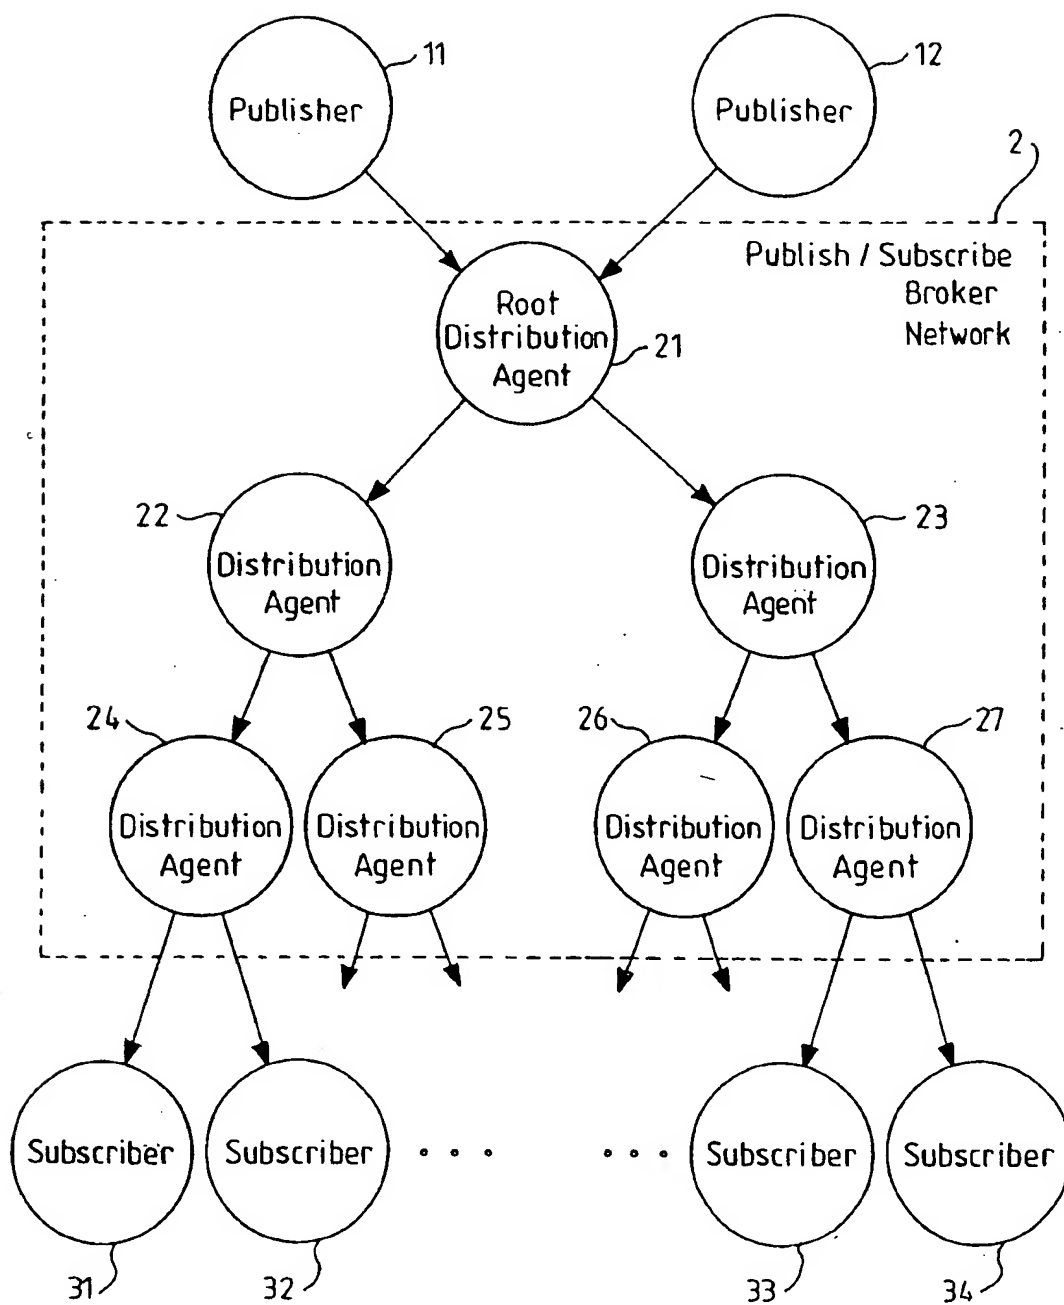 11
12
Publisher
Publisher
2
Publish / Subscribe
Broker
Network
Root
Distribution
Agent
21
22
23
Distribution
Agent
Distribution
Agent
24
25
26
27
Distribution
Agent
Distribution
Agent
Distribution
Agent
Distribution
Agent
Subscriber
Subscriber
Subscriber
Subscriber
31
32
33
34